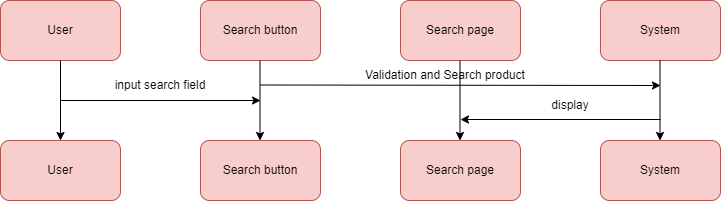 User
Search button
Search page
System
Validation and Search product
input search field
display
User
Search button
Search page
System